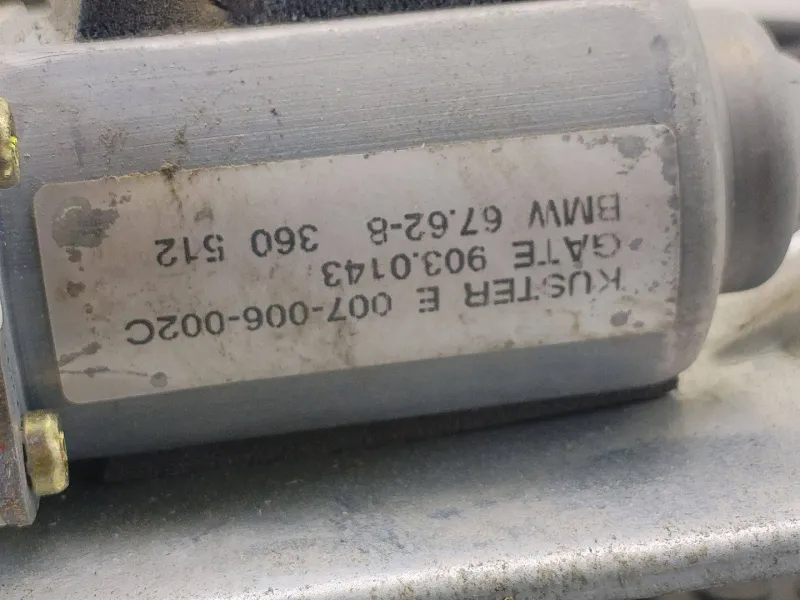 KUSTER E 007-006-002C
GATE 903.0143
BMW 67.62-8 360 512